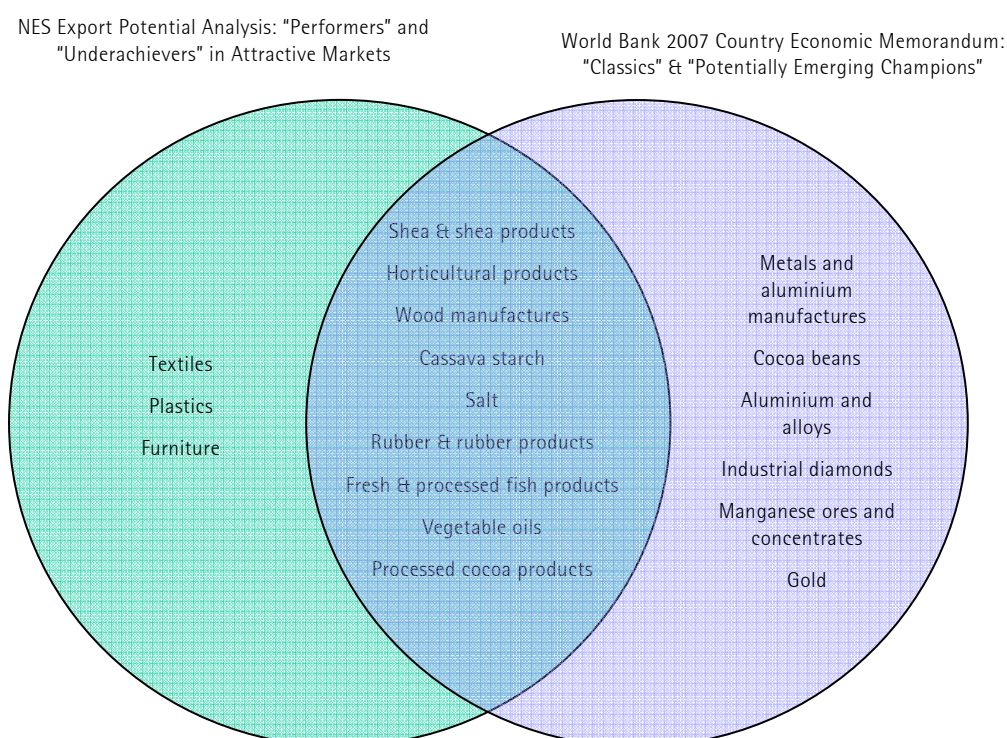 NES Export Potential Analysis: “Performers” and
“Underachievers” in Attractive Markets
World Bank 2007 Country Economic Memorandum:
“Classics” & “Potentially Emerging Champions”
Textiles
Plastics
Furniture
Shea & shea products
Horticultural products
Wood manufactures
Cassava starch
Salt
Rubber & rubber products
Fresh & processed fish products
Vegetable oils
Processed cocoa products
Metals and
aluminium
manufactures
Cocoa beans
Aluminium and
alloys
Industrial diamonds
Manganese ores and
concentrates
Gold